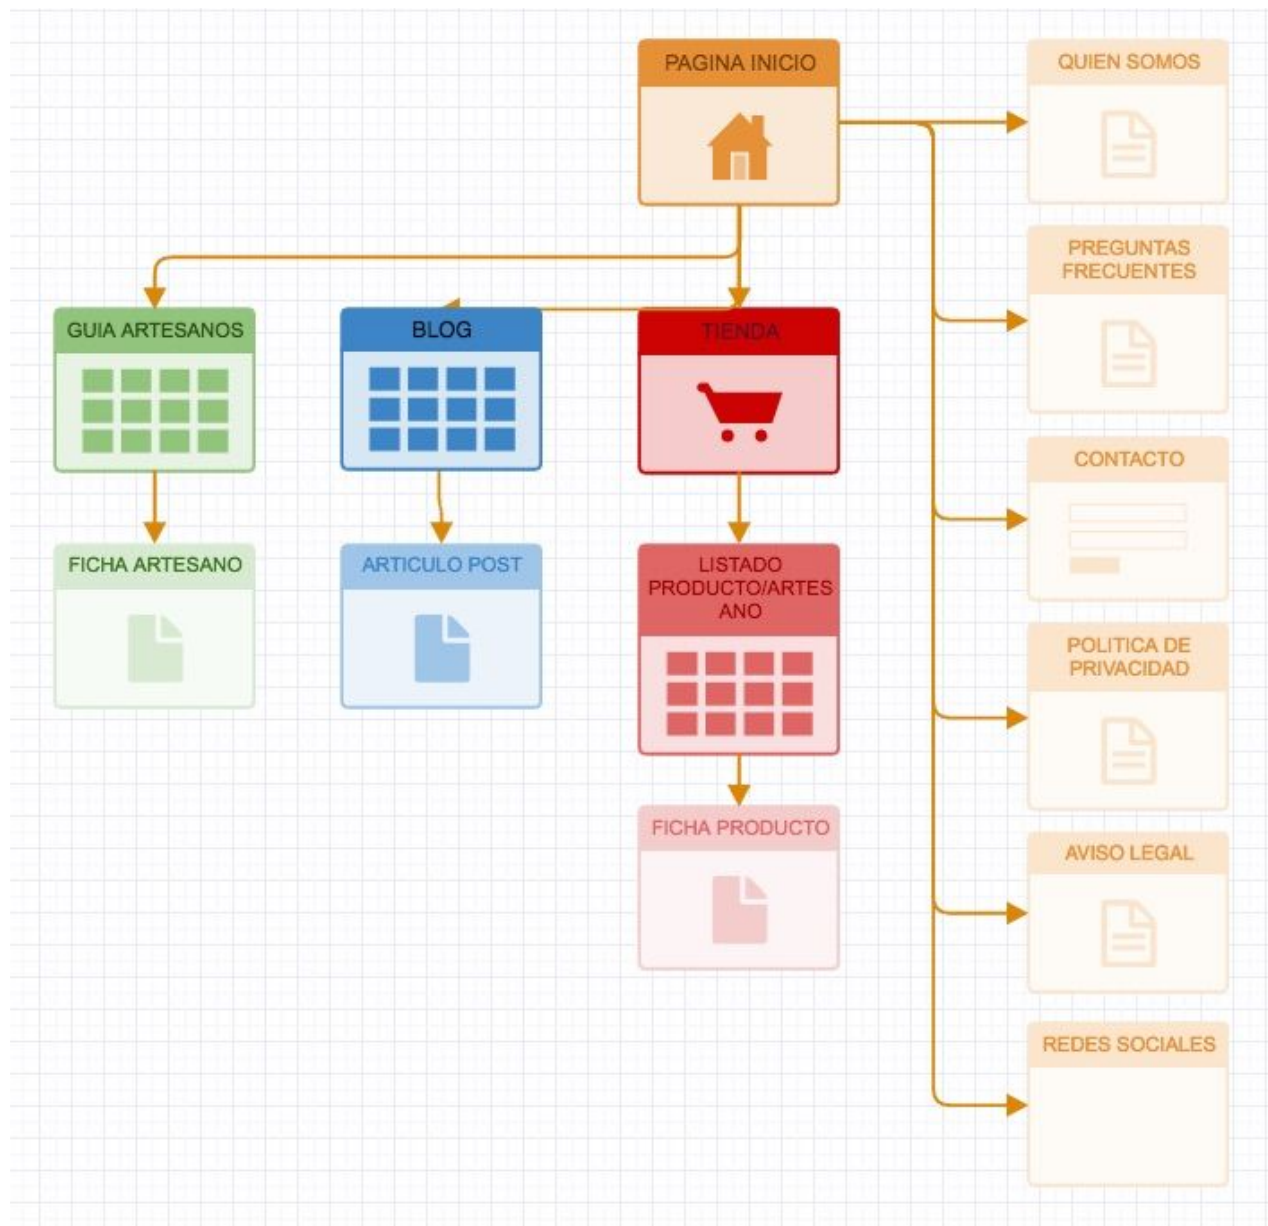 PAGINA INICIO
QUIEN SOMOS
PREGUNTAS
FRECUENTES
GUIA ARTESANOS
BLOG
TIENDA
CONTACTO
FICHA ARTESANO
ARTICULO POST
LISTADO
PRODUCTO/ARTES
ANO
POLITICA DE
PRIVACIDAD
FICHA PRODUCTO
AVISO LEGAL
REDES SOCIALES